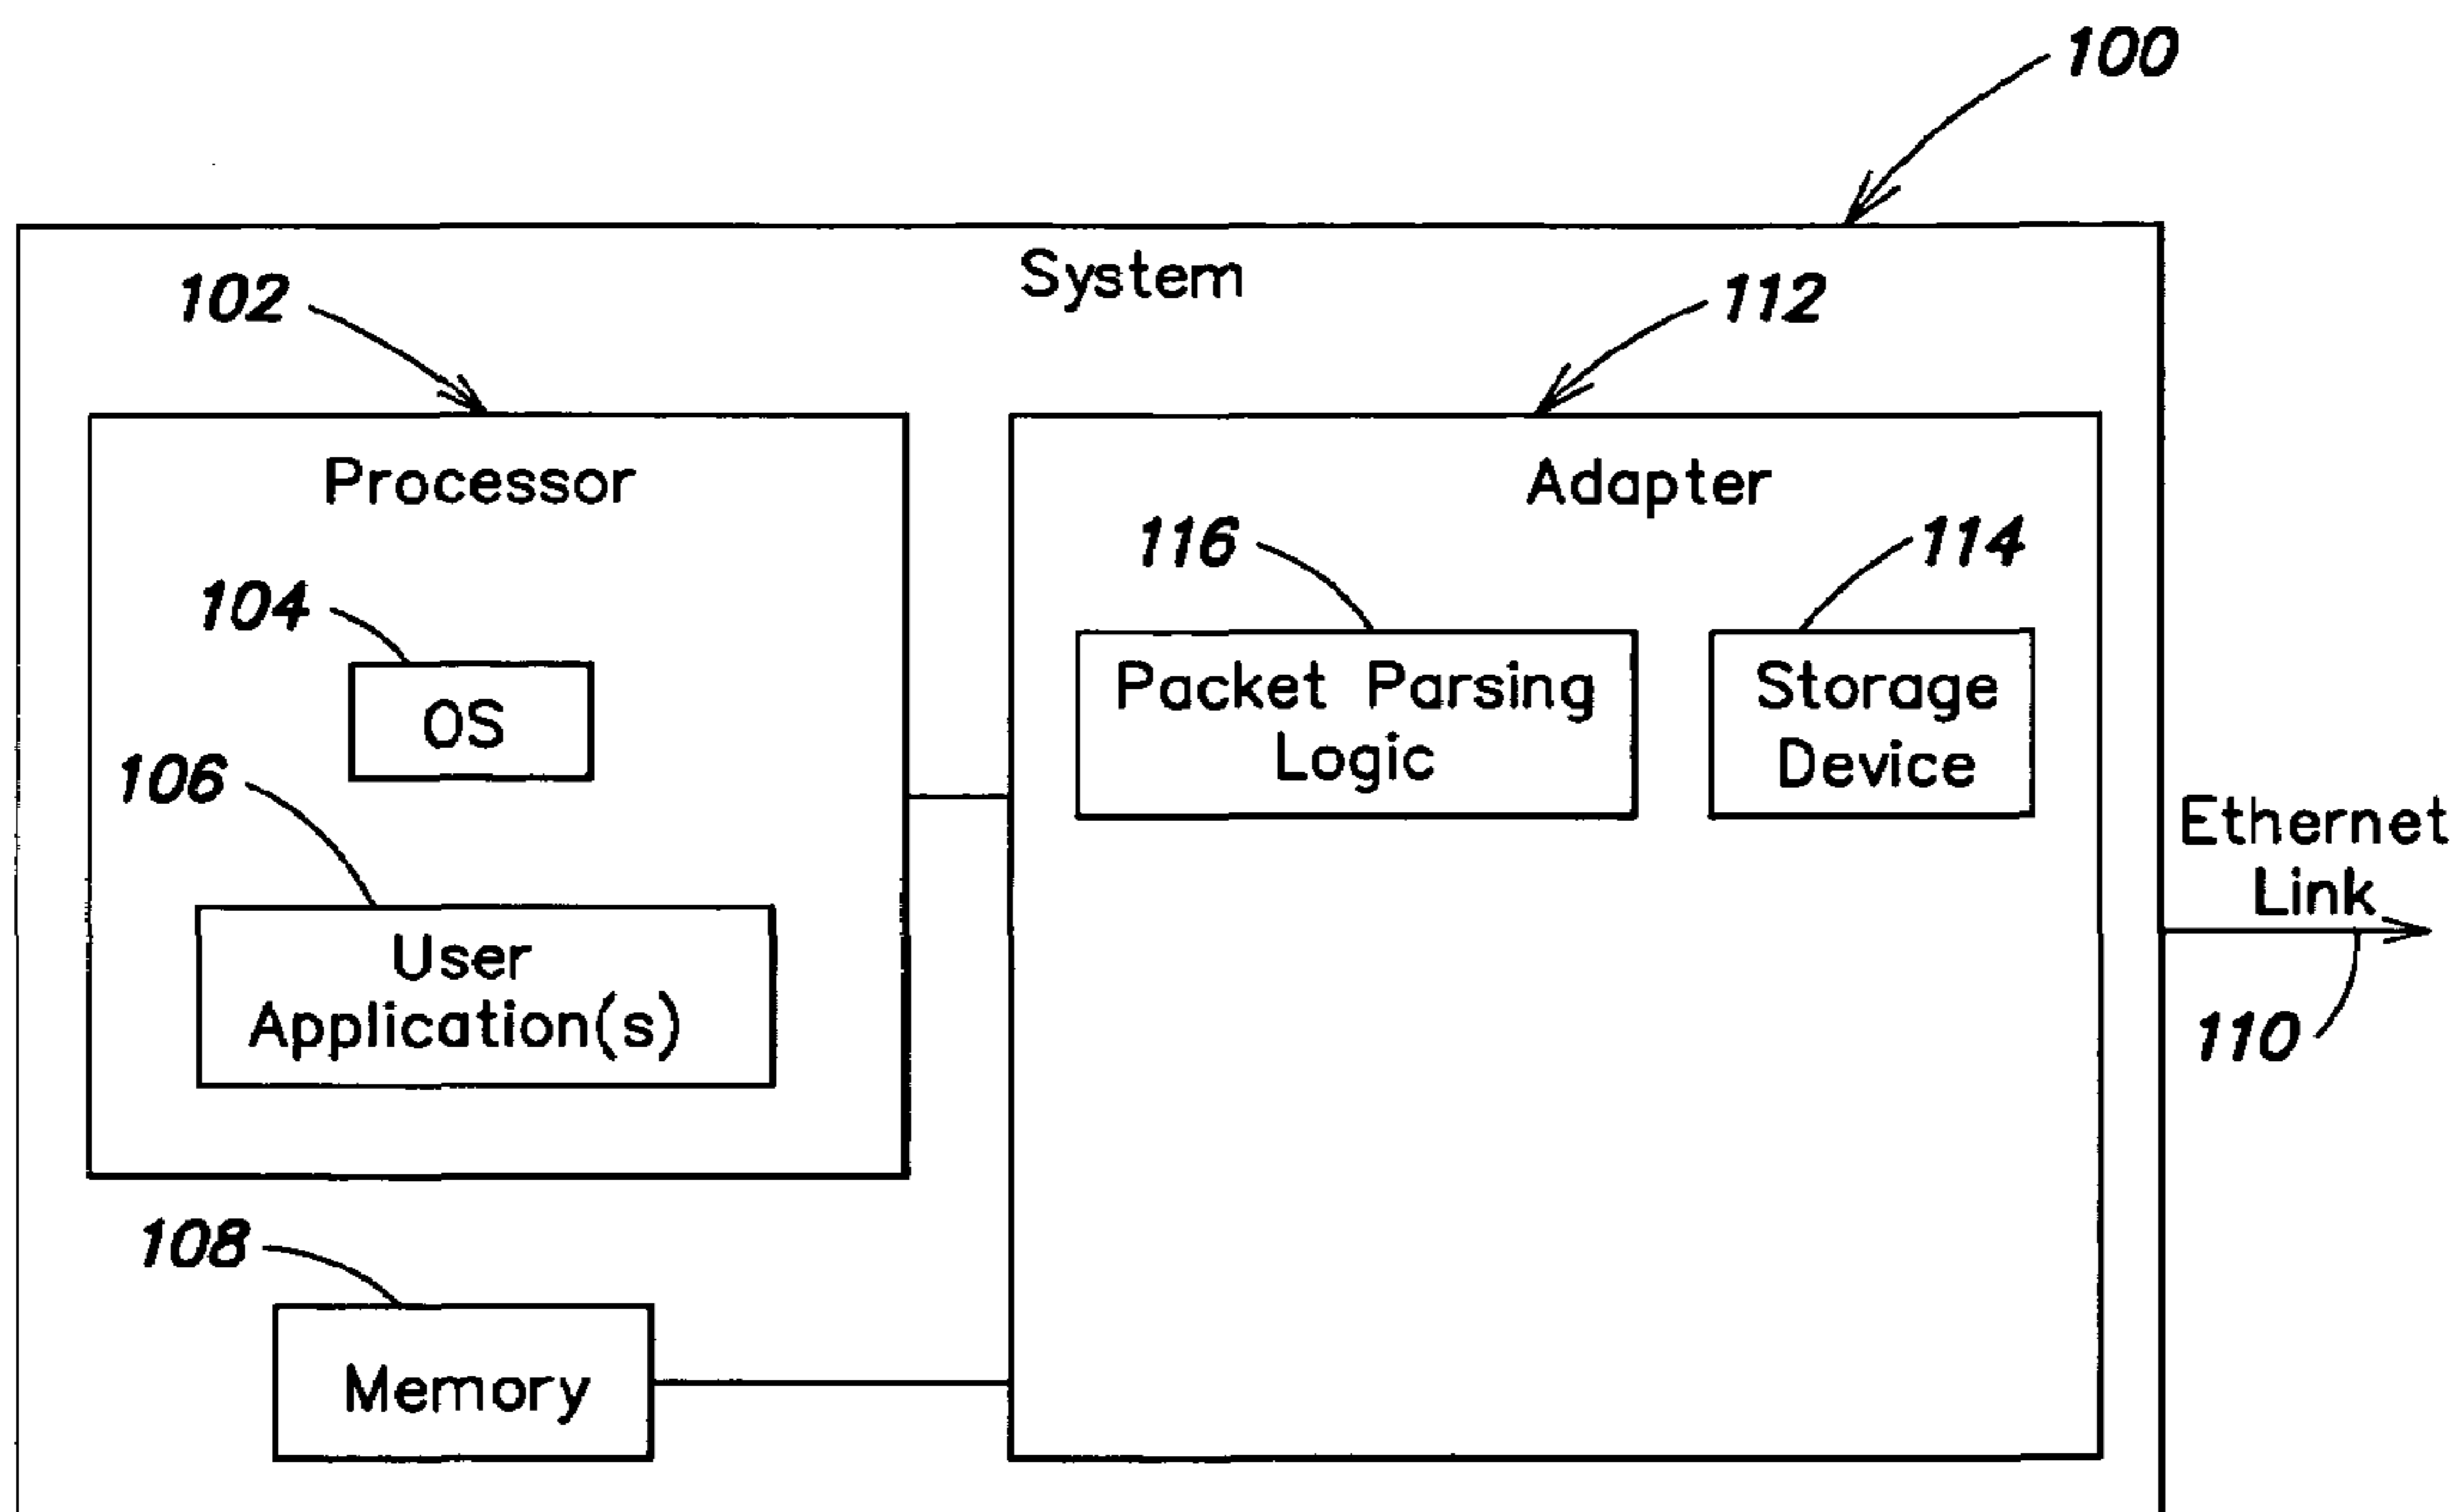 100
System
102
112
Processor
Adapter
116
114
104
Packet Parsing
Logic
Storage
Device
OS
106
Ethernet
Link
User
Application(s)
110
108
Memory